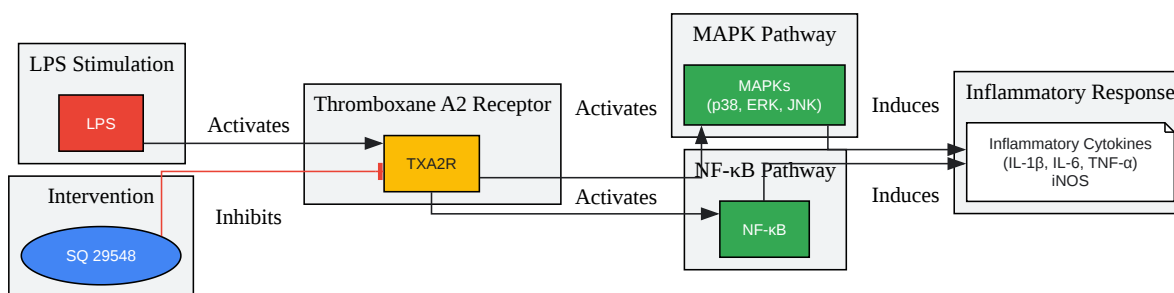 LPS Stimulation
LPS
Activates
Intervention
SQ 29548
Inhibits
Thromboxane A2 Receptor
TXA2R
Activates
Activates
MAPK Pathway
MAPKs
(p38, ERK, JNK)
NF-κB Pathway
NF-κB
Induces
Induces
Inflammatory Response
Inflammatory Cytokines
(IL-1β, IL-6, TNF-α)
iNOS